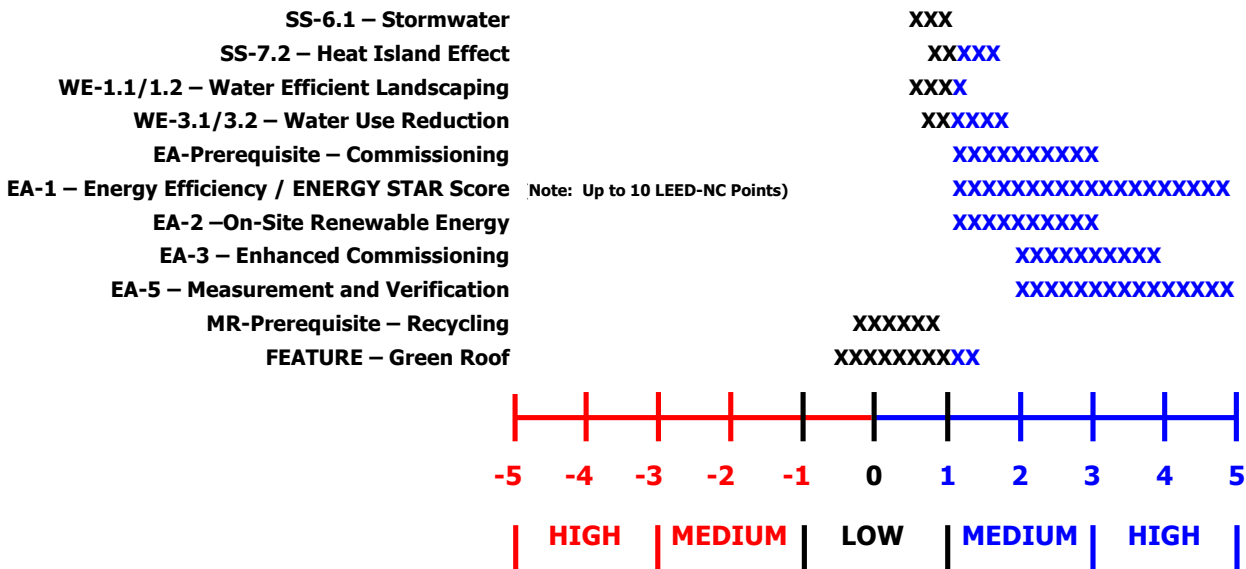 SS-6.1 – Stormwater XXX
SS-7.2 – Heat Island Effect XXXXX
WE-1.1/1.2 – Water Efficient Landscaping XXXX
WE-3.1/3.2 – Water Use Reduction XXXXXX
EA-Prerequisite – Commissioning XXXXXXXXXX
EA-1 – Energy Efficiency / ENERGY STAR Score (Note: Up to 10 LEED-NC Points) XXXXXXXXXXXXXXXXXXX
EA-2 –On-Site Renewable Energy XXXXXXXXXX
EA-3 – Enhanced Commissioning XXXXXXXXXX
EA-5 – Measurement and Verification XXXXXXXXXXXXXXX
MR-Prerequisite – Recycling XXXXXX
FEATURE – Green Roof XXXXXXXXXX
-5 -4 -3 -2 -1 0 1 2 3 4 5
HIGH MEDIUM LOW MEDIUM HIGH